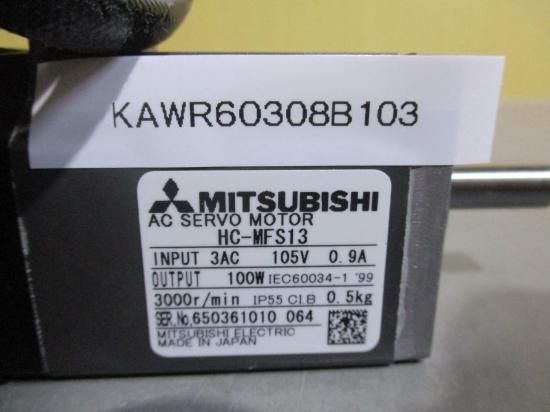 KAWR60308B103
MITSUBISHI
AC SERVO MOTOR
HC-MFS13
INPUT 3AC 105V 0.9A
OUTPUT 100W IEC60034-1 '99
3000r/min IP55 CI.B 0.5kg
SER.No.650361010 064
MITSUBISHI ELECTRIC
MADE IN JAPAN